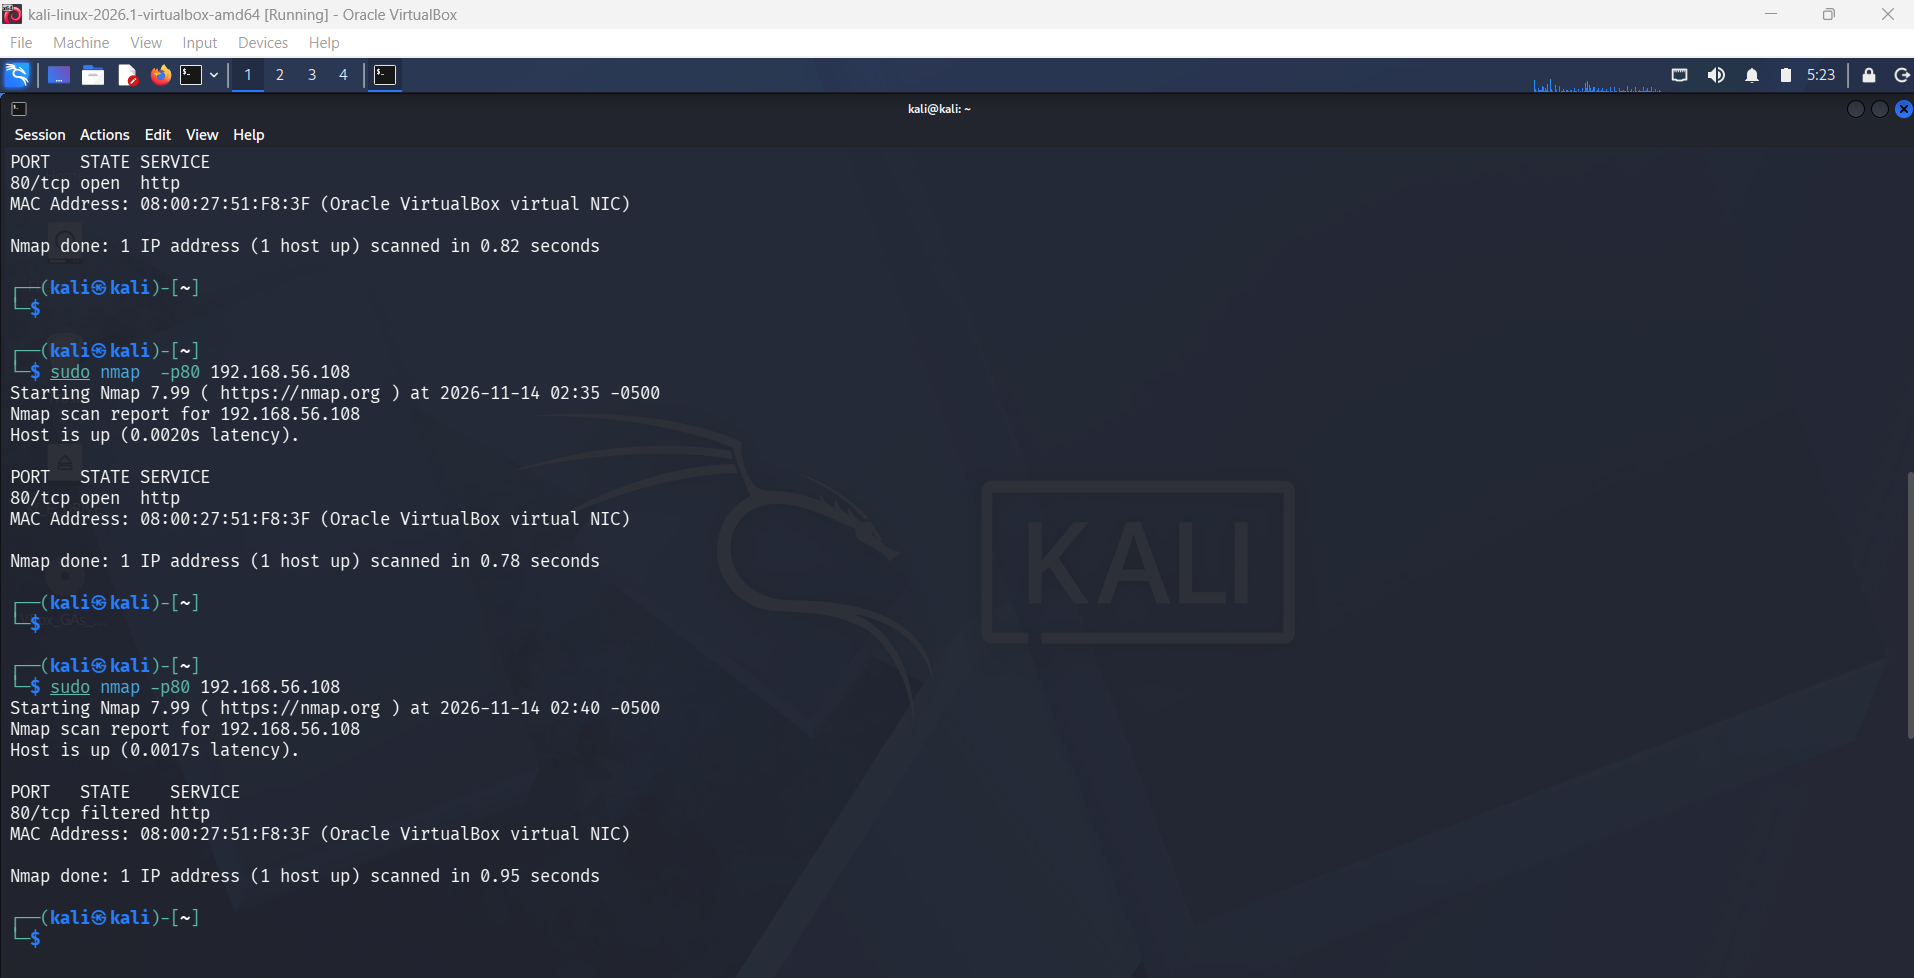 kali-linux-2026.1-virtualbox-amd64 [Running] - Oracle VirtualBox
File Machine View Input Devices Help
1 2 3 4 5:23
kali@kali: ~
Session Actions Edit View Help
PORT   STATE SERVICE
80/tcp open  http
MAC Address: 08:00:27:51:F8:3F (Oracle VirtualBox virtual NIC)
Nmap done: 1 IP address (1 host up) scanned in 0.82 seconds
┌──(kali㉿kali)-[~]
└─$
┌──(kali㉿kali)-[~]
└─$ sudo nmap  -p80 192.168.56.108
Starting Nmap 7.99 ( https://nmap.org ) at 2026-11-14 02:35 -0500
Nmap scan report for 192.168.56.108
Host is up (0.0020s latency).
PORT   STATE SERVICE
80/tcp open  http
MAC Address: 08:00:27:51:F8:3F (Oracle VirtualBox virtual NIC)
Nmap done: 1 IP address (1 host up) scanned in 0.78 seconds
┌──(kali㉿kali)-[~]
└─$
┌──(kali㉿kali)-[~]
└─$ sudo nmap -p80 192.168.56.108
Starting Nmap 7.99 ( https://nmap.org ) at 2026-11-14 02:40 -0500
Nmap scan report for 192.168.56.108
Host is up (0.0017s latency).
PORT   STATE    SERVICE
80/tcp filtered http
MAC Address: 08:00:27:51:F8:3F (Oracle VirtualBox virtual NIC)
Nmap done: 1 IP address (1 host up) scanned in 0.95 seconds
┌──(kali㉿kali)-[~]
└─$
KALI